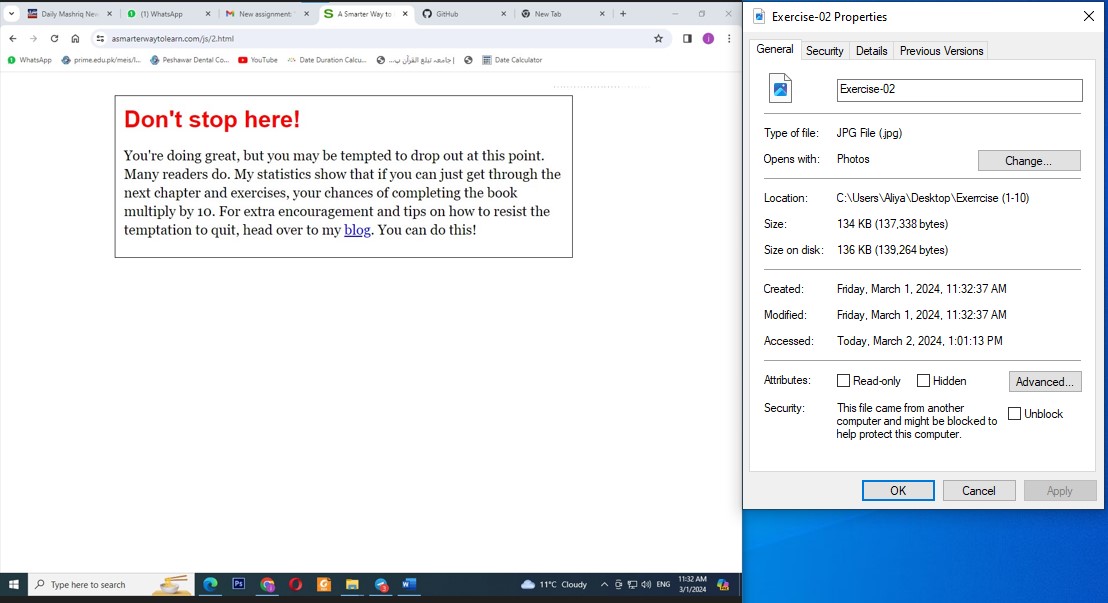 Daily Mashriq New
(1) WhatsApp
New assignment:
A Smarter Way to
GitHub
New Tab
asmarterwaytolearn.com/js/2.html
WhatsApp
prime.edu.pk/meis/l...
Peshawar Dental Co...
YouTube
Date Duration Calcu...
جامعہ تبلغ القرآن پ...
Date Calculator
Don't stop here!
You're doing great, but you may be tempted to drop out at this point.
Many readers do. My statistics show that if you can just get through the
next chapter and exercises, your chances of completing the book
multiply by 10. For extra encouragement and tips on how to resist the
temptation to quit, head over to my blog. You can do this!
Type here to search
Ps
11°C Cloudy
ENG
11:32 AM
3/1/2024
Exercise-02 Properties
General Security Details Previous Versions
Exercise-02
Type of file: JPG File (.jpg)
Opens with: Photos Change...
Location: C:\Users\Aliya\Desktop\Exerrcise (1-10)
Size: 134 KB (137,338 bytes)
Size on disk: 136 KB (139,264 bytes)
Created: Friday, March 1, 2024, 11:32:37 AM
Modified: Friday, March 1, 2024, 11:32:37 AM
Accessed: Today, March 2, 2024, 1:01:13 PM
Attributes: Read-only Hidden Advanced...
Security: This file came from another
computer and might be blocked to
help protect this computer.
Unblock
OK Cancel Apply